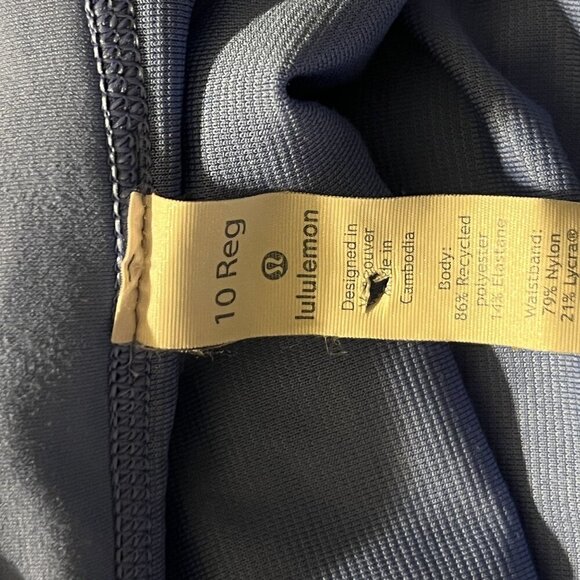 10 Reg
lululemon
Designed in
in
Cambodia
Body:
86% Recycled
polyester
14% Elastane
Waistband:
79% Nylon
21% Lycra®